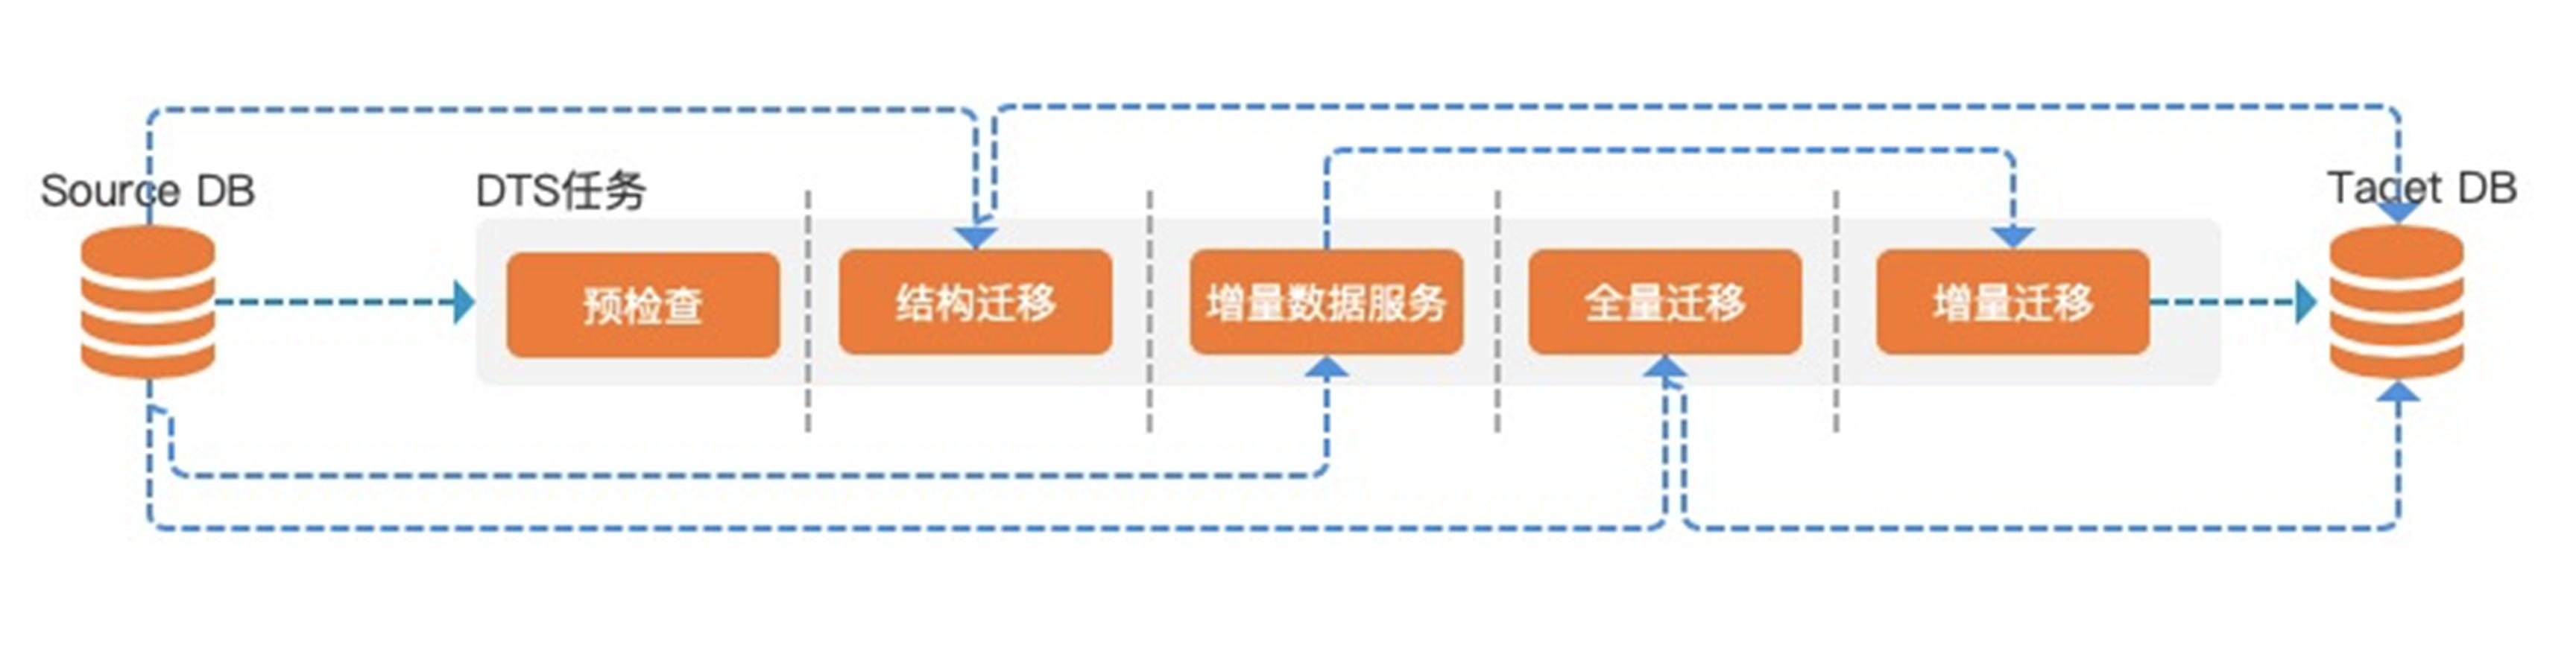 Source DB
DTS任务
Taget DB
预检查
结构迁移
增量数据服务
全量迁移
增量迁移